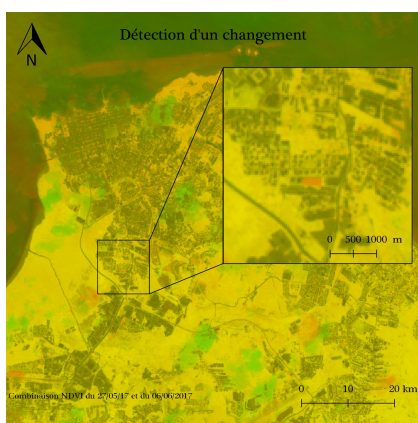 Détection d'un changement
N
0 500 1000 m
Combinaison NDVI du 27/05/17 et du 06/06/2017
0 10 20 km